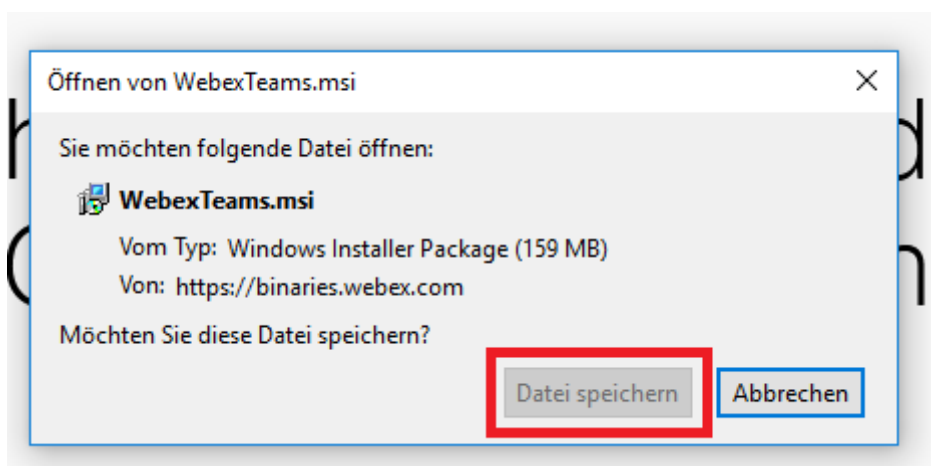 Öffnen von WebexTeams.msi
Sie möchten folgende Datei öffnen:
WebexTeams.msi
Vom Typ: Windows Installer Package (159 MB)
Von: https://binaries.webex.com
Möchten Sie diese Datei speichern?
Datei speichern Abbrechen